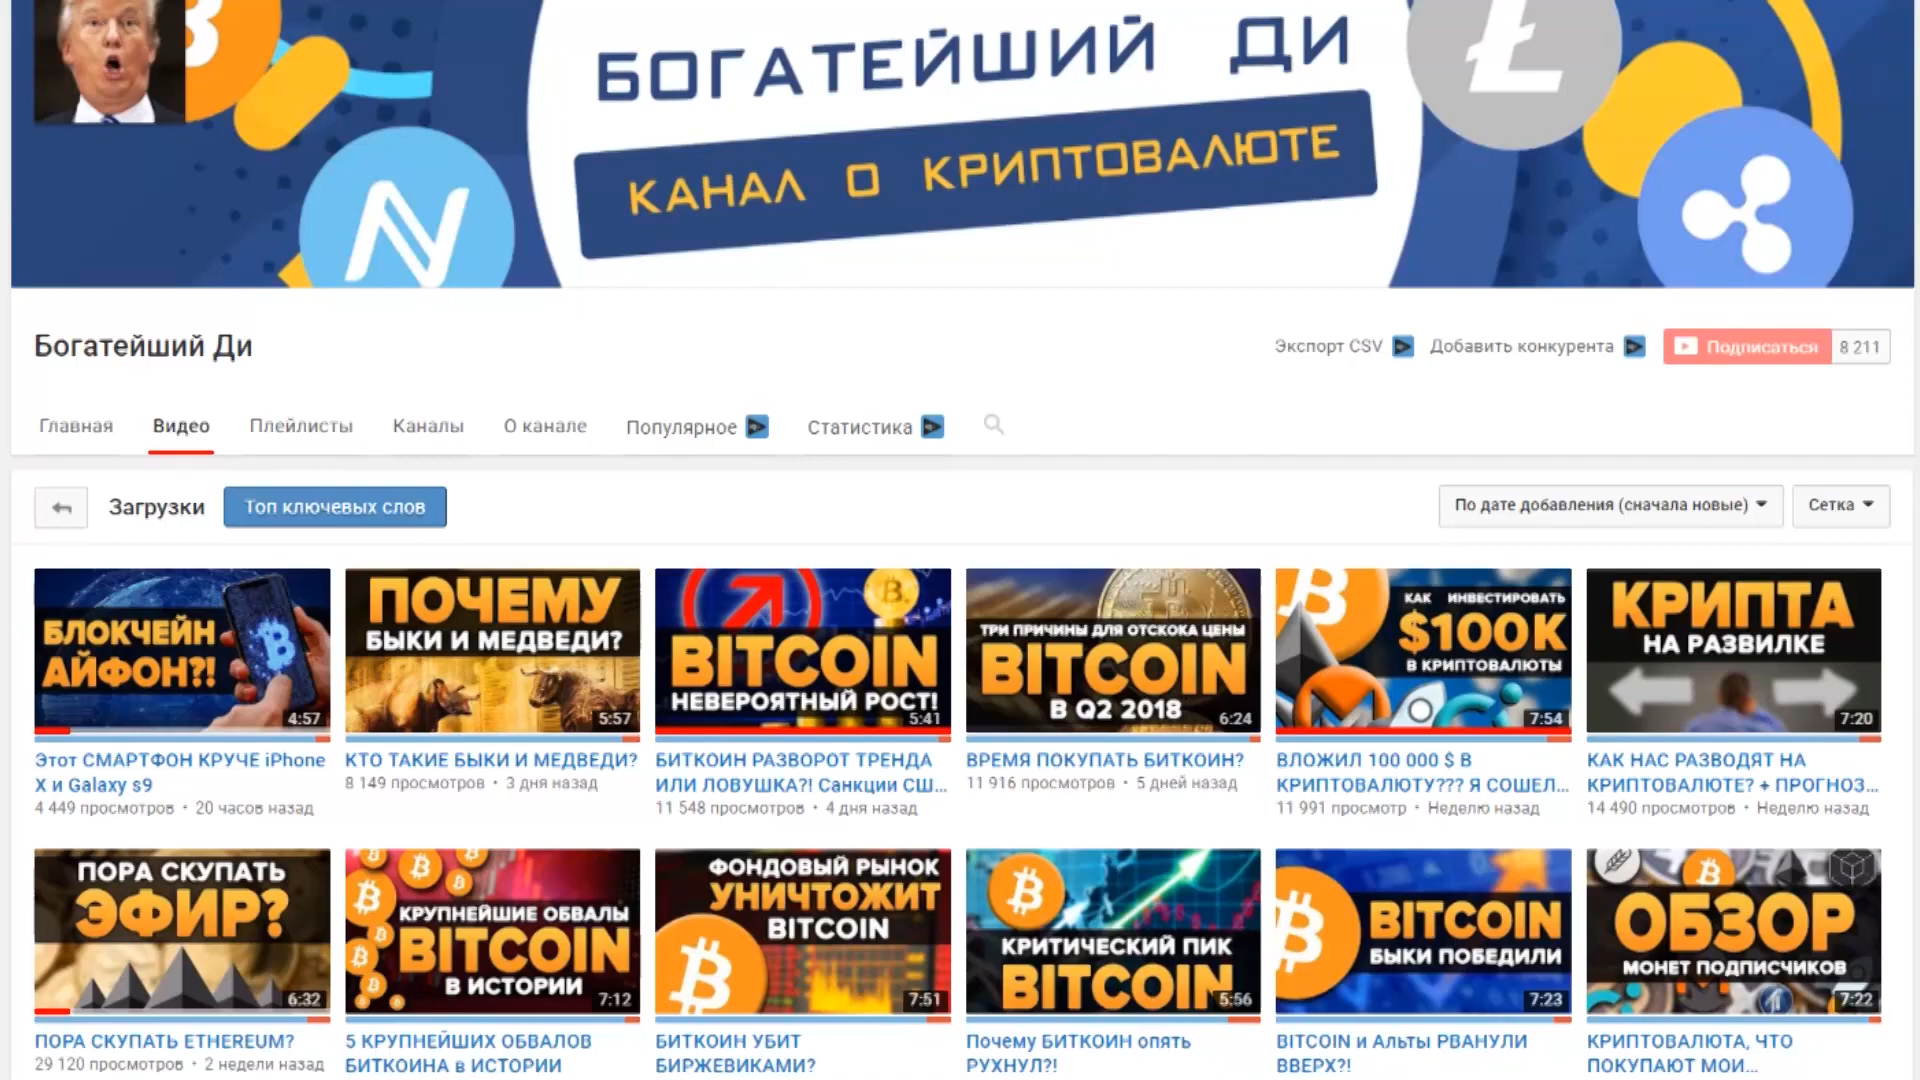 БОГАТЕЙШИЙ ДИ
КАНАЛ О КРИПТОВАЛЮТЕ
Богатейший Ди
Экспорт CSV Добавить конкурента Подписаться 8 211
Главная Видео Плейлисты Каналы О канале Популярное Статистика
Загрузки Топ ключевых слов По дате добавления (сначала новые) Сетка
БЛОКЧЕЙН
АЙФОН?!
4:57
ПОЧЕМУ
БЫКИ И МЕДВЕДИ?
5:57
BITCOIN
НЕВЕРОЯТНЫЙ РОСТ!
5:41
ТРИ ПРИЧИНЫ ДЛЯ ОТСКОКА ЦЕНЫ
BITCOIN
В Q2 2018
6:24
КАК ИНВЕСТИРОВАТЬ
$100K
В КРИПТОВАЛЮТЫ
7:54
КРИПТА
НА РАЗВИЛКЕ
7:20
Этот СМАРТФОН КРУЧЕ iPhone
X и Galaxy s9
4 449 просмотров • 20 часов назад
КТО ТАКИЕ БЫКИ И МЕДВЕДИ?
8 149 просмотров • 3 дня назад
БИТКОИН РАЗВОРОТ ТРЕНДА
ИЛИ ЛОВУШКА?! Санкции СШ...
11 548 просмотров • 4 дня назад
ВРЕМЯ ПОКУПАТЬ БИТКОИН?
11 916 просмотров • 5 дней назад
ВЛОЖИЛ 100 000 $ В
КРИПТОВАЛЮТУ??? Я СОШЕЛ...
11 991 просмотр • Неделю назад
КАК НАС РАЗВОДЯТ НА
КРИПТОВАЛЮТЕ? + ПРОГНОЗ...
14 490 просмотров • Неделю назад
ПОРА СКУПАТЬ
ЭФИР?
6:32
КРУПНЕЙШИЕ ОБВАЛЫ
BITCOIN
В ИСТОРИИ
7:12
ФОНДОВЫЙ РЫНОК
УНИЧТОЖИТ
BITCOIN
7:51
КРИТИЧЕСКИЙ ПИК
BITCOIN
5:56
BITCOIN
БЫКИ ПОБЕДИЛИ
7:23
ОБЗОР
МОНЕТ ПОДПИСЧИКОВ
7:22
ПОРА СКУПАТЬ ETHEREUM?
29 120 просмотров • 2 недели назад
5 КРУПНЕЙШИХ ОБВАЛОВ
БИТКОИНА в ИСТОРИИ
БИТКОИН УБИТ
БИРЖЕВИКАМИ?
Почему БИТКОИН опять
РУХНУЛ?!
BITCOIN и Альты РВАНУЛИ
ВВЕРХ?!
КРИПТОВАЛЮТА, ЧТО
ПОКУПАЮТ МОИ...